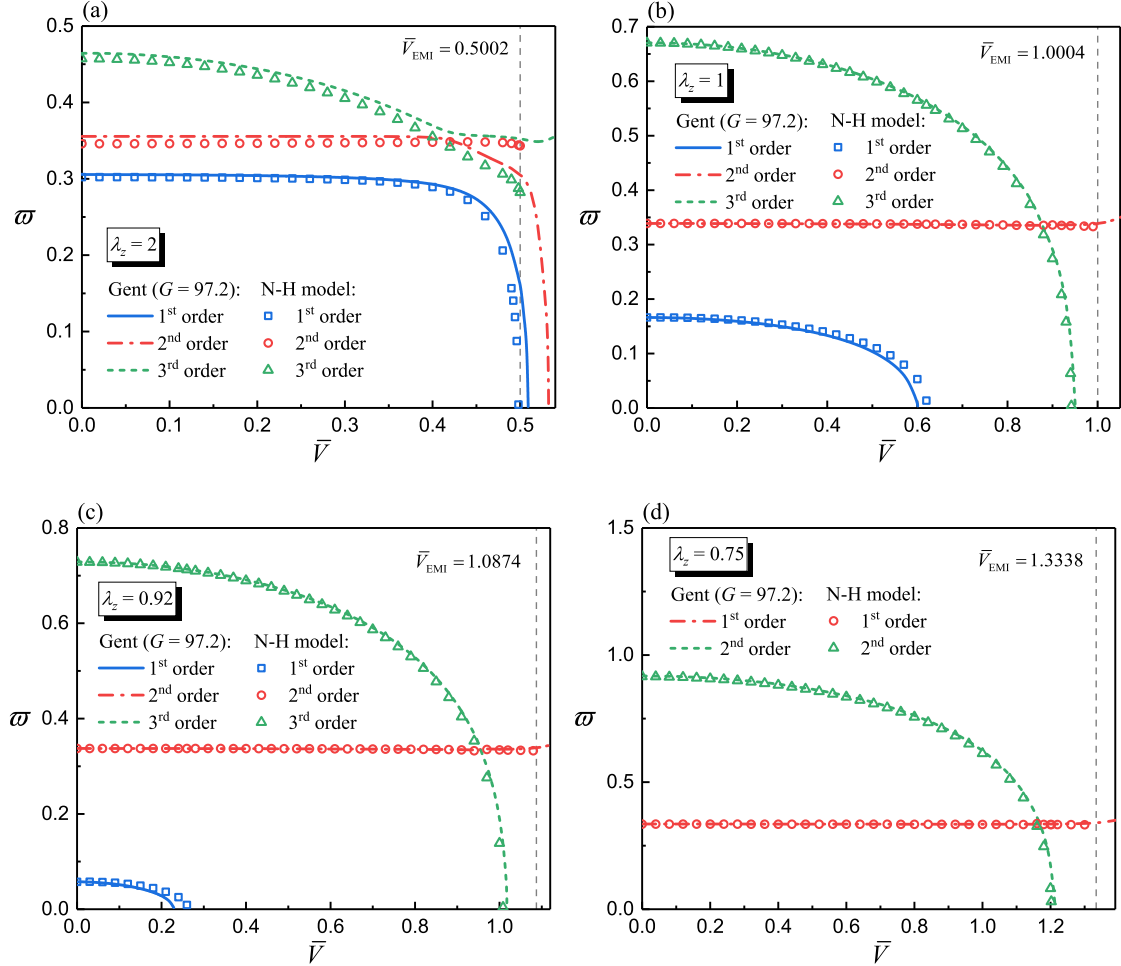 (a)
V̄EMI = 0.5002
λz = 2
Gent (G = 97.2): N-H model:
1st order 1st order
2nd order 2nd order
3rd order 3rd order
0.5
0.4
0.3
0.2
0.1
0.0
ϖ
0.0 0.1 0.2 0.3 0.4 0.5
V̄
(b)
V̄EMI = 1.0004
λz = 1
Gent (G = 97.2): N-H model:
1st order 1st order
2nd order 2nd order
3rd order 3rd order
0.7
0.6
0.5
0.4
0.3
0.2
0.1
0.0
ϖ
0.0 0.2 0.4 0.6 0.8 1.0
V̄
(c)
V̄EMI = 1.0874
λz = 0.92
Gent (G = 97.2): N-H model:
1st order 1st order
2nd order 2nd order
3rd order 3rd order
0.8
0.6
0.4
0.2
0.0
ϖ
0.0 0.2 0.4 0.6 0.8 1.0
V̄
(d)
V̄EMI = 1.3338
λz = 0.75
Gent (G = 97.2): N-H model:
1st order 1st order
2nd order 2nd order
1.5
1.0
0.5
0.0
ϖ
0.0 0.2 0.4 0.6 0.8 1.0 1.2
V̄